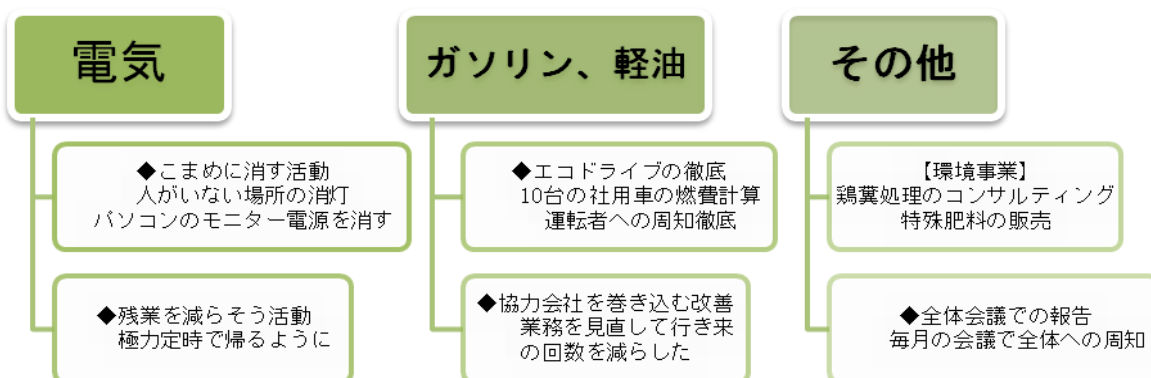 電気
◆こまめに消す活動
人がいない場所の消灯
パソコンのモニター電源を消す
◆残業を減らそう活動
極力定時で帰るように
ガソリン、軽油
◆エコドライブの徹底
10台の社用車の燃費計算
運転者への周知徹底
◆協力会社を巻き込む改善
業務を見直して行き来
の回数を減らした
その他
【環境事業】
鶏糞処理のコンサルティング
特殊肥料の販売
◆全体会議での報告
毎月の会議で全体への周知